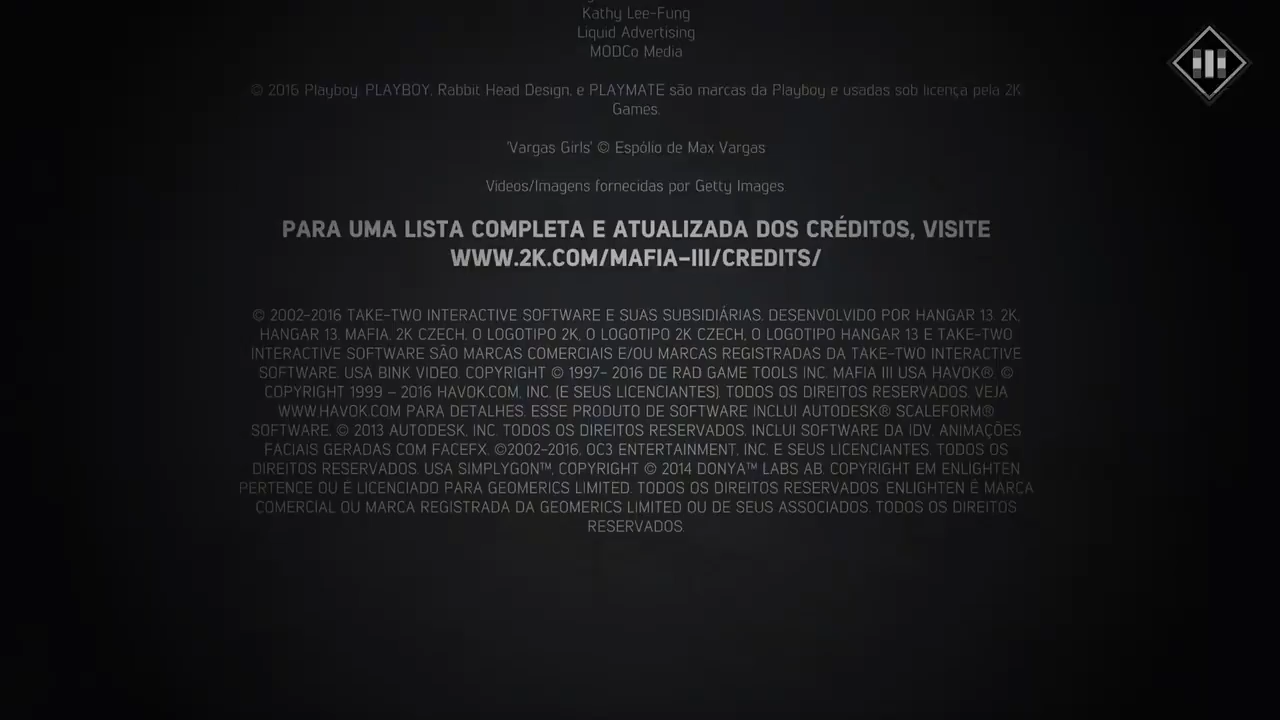 Kathy Lee-Fung
Liquid Advertising
MODCo Media
© 2016 Playboy. PLAYBOY, Rabbit Head Design, e PLAYMATE são marcas da Playboy e usadas sob licença pela 2K
Games.
'Vargas Girls' © Espólio de Max Vargas
Vídeos/Imagens fornecidas por Getty Images
PARA UMA LISTA COMPLETA E ATUALIZADA DOS CRÉDITOS, VISITE
WWW.2K.COM/MAFIA-III/CREDITS/
© 2002-2016 TAKE-TWO INTERACTIVE SOFTWARE E SUAS SUBSIDIÁRIAS. DESENVOLVIDO POR HANGAR 13. 2K,
HANGAR 13, MAFIA, 2K CZECH, O LOGOTIPO 2K, O LOGOTIPO 2K CZECH, O LOGOTIPO HANGAR 13 E TAKE-TWO
INTERACTIVE SOFTWARE SÃO MARCAS COMERCIAIS E/OU MARCAS REGISTRADAS DA TAKE-TWO INTERACTIVE
SOFTWARE. USA BINK VIDEO. COPYRIGHT © 1997- 2016 DE RAD GAME TOOLS INC. MAFIA III USA HAVOK®. ©
COPYRIGHT 1999 – 2016 HAVOK.COM, INC. (E SEUS LICENCIANTES). TODOS OS DIREITOS RESERVADOS. VEJA
WWW.HAVOK.COM PARA DETALHES. ESSE PRODUTO DE SOFTWARE INCLUI AUTODESK® SCALEFORM®
SOFTWARE, © 2013 AUTODESK, INC. TODOS OS DIREITOS RESERVADOS. INCLUI SOFTWARE DA IDV. ANIMAÇÕES
FACIAIS GERADAS COM FACEFX. ©2002-2016, OC3 ENTERTAINMENT, INC. E SEUS LICENCIANTES. TODOS OS
DIREITOS RESERVADOS. USA SIMPLYGON™, COPYRIGHT © 2014 DONYA™ LABS AB. COPYRIGHT EM ENLIGHTEN
PERTENCE OU É LICENCIADO PARA GEOMERICS LIMITED. TODOS OS DIREITOS RESERVADOS. ENLIGHTEN É MARCA
COMERCIAL OU MARCA REGISTRADA DA GEOMERICS LIMITED OU DE SEUS ASSOCIADOS. TODOS OS DIREITOS
RESERVADOS.